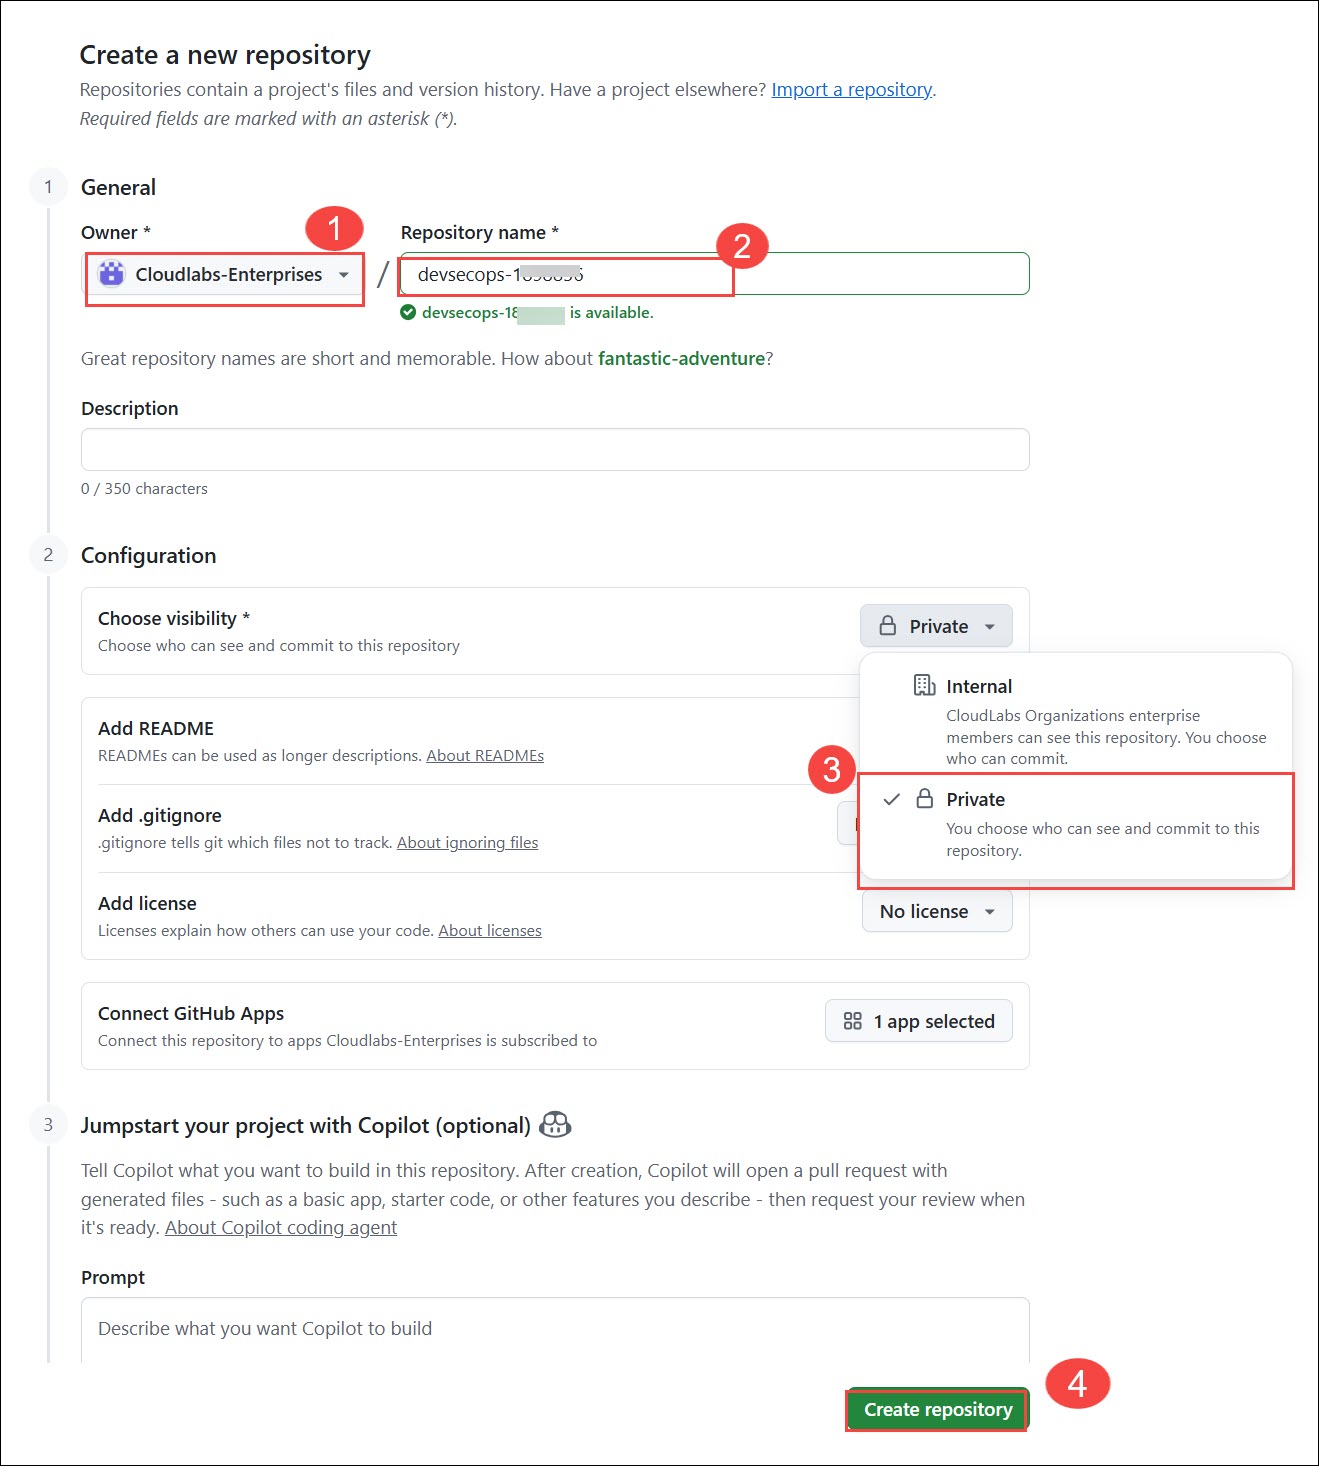 Create a new repository
Repositories contain a project's files and version history. Have a project elsewhere? Import a repository.
Required fields are marked with an asterisk (*).
1 General
Owner * 1 Repository name * 2
Cloudlabs-Enterprises / devsecops-1
devsecops-18 is available.
Great repository names are short and memorable. How about fantastic-adventure?
Description
0 / 350 characters
2 Configuration
Choose visibility *
Choose who can see and commit to this repository
Private
Internal
CloudLabs Organizations enterprise
members can see this repository. You choose
who can commit.
Add README
READMEs can be used as longer descriptions. About READMEs
3
Private
You choose who can see and commit to this
repository.
Add .gitignore
.gitignore tells git which files not to track. About ignoring files
Add license
Licenses explain how others can use your code. About licenses
No license
Connect GitHub Apps
Connect this repository to apps Cloudlabs-Enterprises is subscribed to
1 app selected
3 Jumpstart your project with Copilot (optional)
Tell Copilot what you want to build in this repository. After creation, Copilot will open a pull request with
generated files - such as a basic app, starter code, or other features you describe - then request your review when
it's ready. About Copilot coding agent
Prompt
Describe what you want Copilot to build
4
Create repository